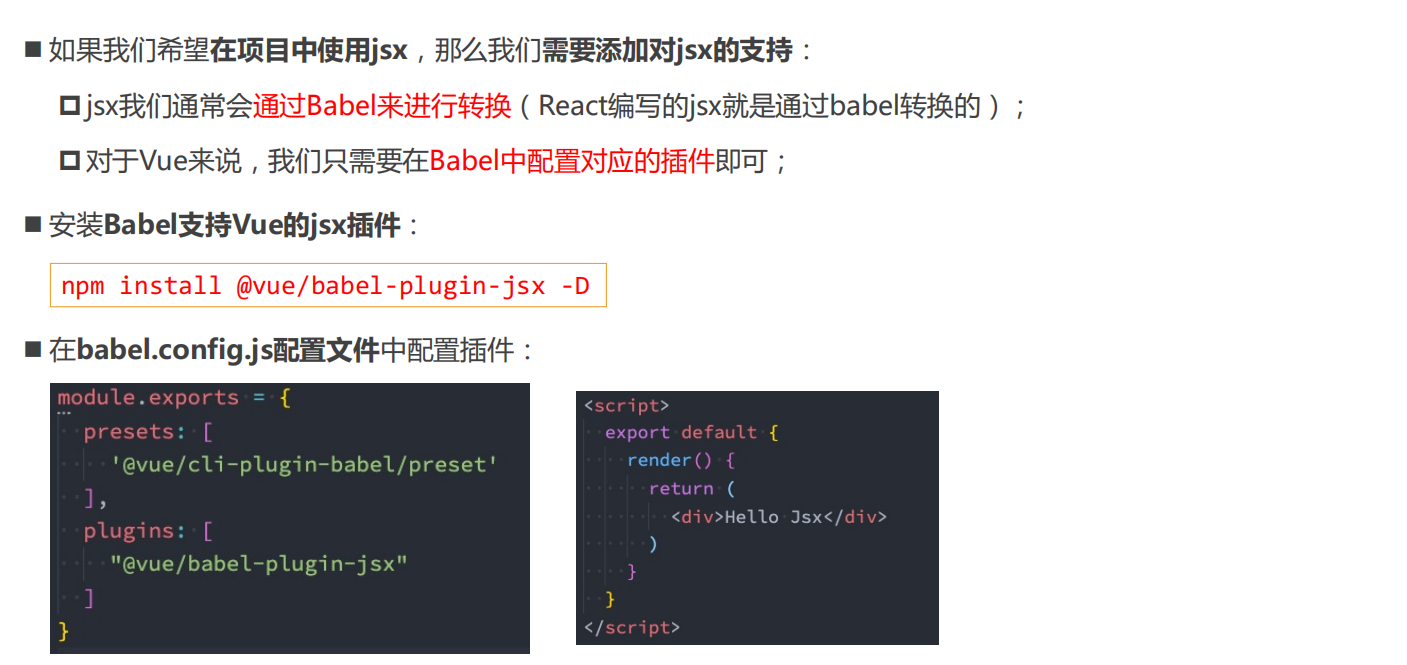 如果我们希望在项目中使用jsx，那么我们需要添加对jsx的支持：
jsx我们通常会通过Babel来进行转换（React编写的jsx就是通过babel转换的）；
对于Vue来说，我们只需要在Babel中配置对应的插件即可；
安装Babel支持Vue的jsx插件：
npm install @vue/babel-plugin-jsx -D
在babel.config.js配置文件中配置插件：
module.exports = {
  presets: [
    '@vue/cli-plugin-babel/preset'
  ],
  plugins: [
    "@vue/babel-plugin-jsx"
  ]
}
<script>
  export default {
    render() {
      return (
        <div>Hello Jsx</div>
      )
    }
  }
</script>